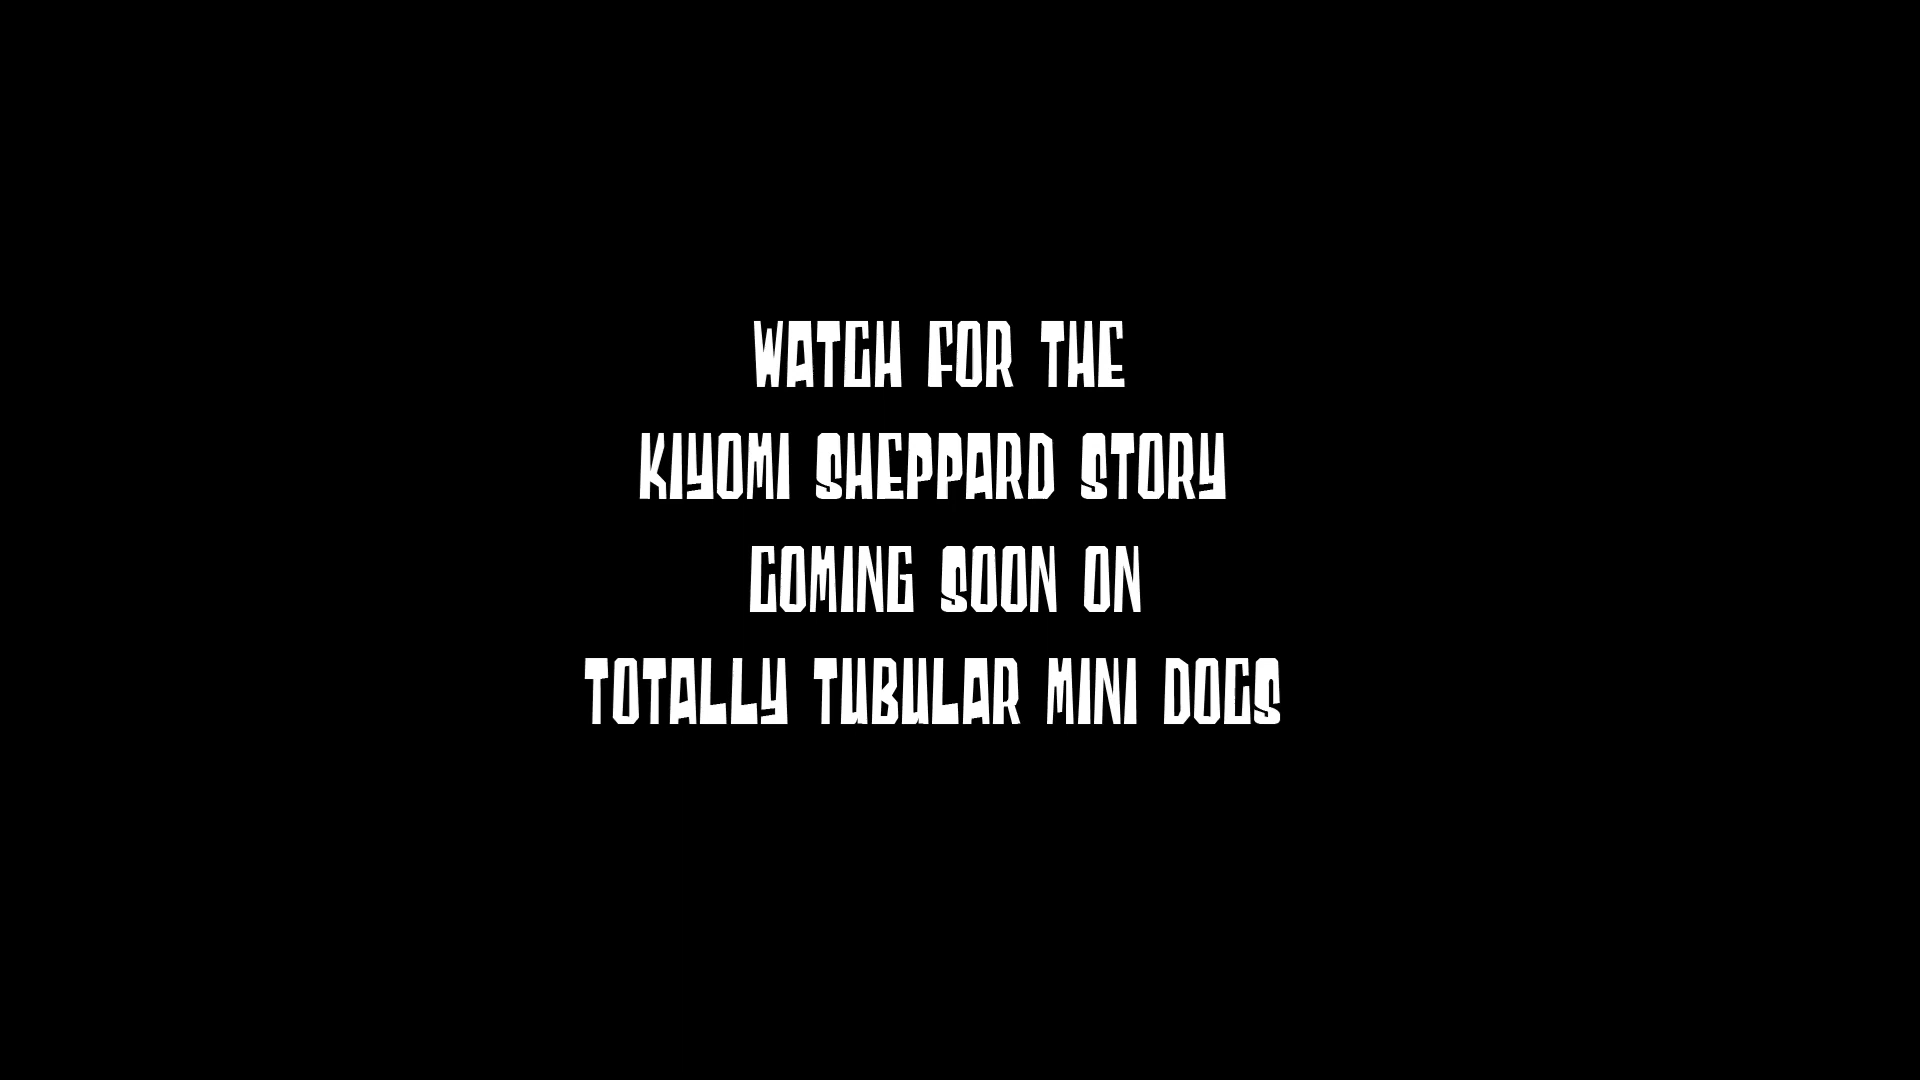 WATCH FOR THE
KIYOMI SHEPPARD STORY
COMING SOON ON
TOTALLY TUBULAR MINI DOCS